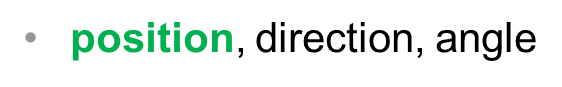 • position, direction, angle